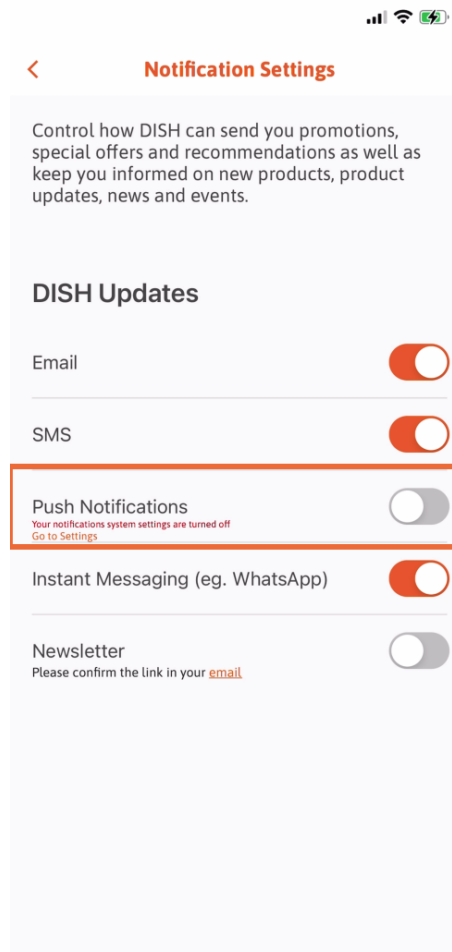 Notification Settings
Control how DISH can send you promotions,
special offers and recommendations as well as
keep you informed on new products, product
updates, news and events.
DISH Updates
Email
SMS
Push Notifications
Your notifications system settings are turned off
Go to Settings
Instant Messaging (eg. WhatsApp)
Newsletter
Please confirm the link in your email